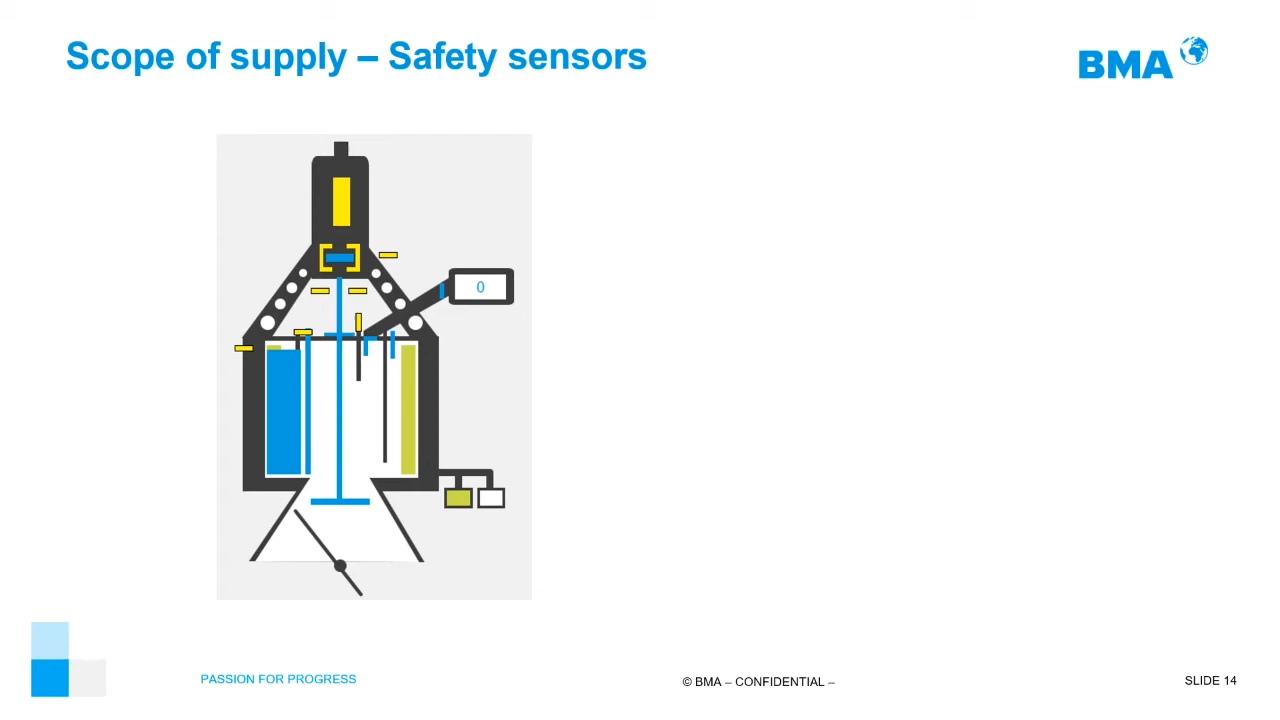 Scope of supply – Safety sensors
BMA
0
PASSION FOR PROGRESS
© BMA – CONFIDENTIAL –
SLIDE 14